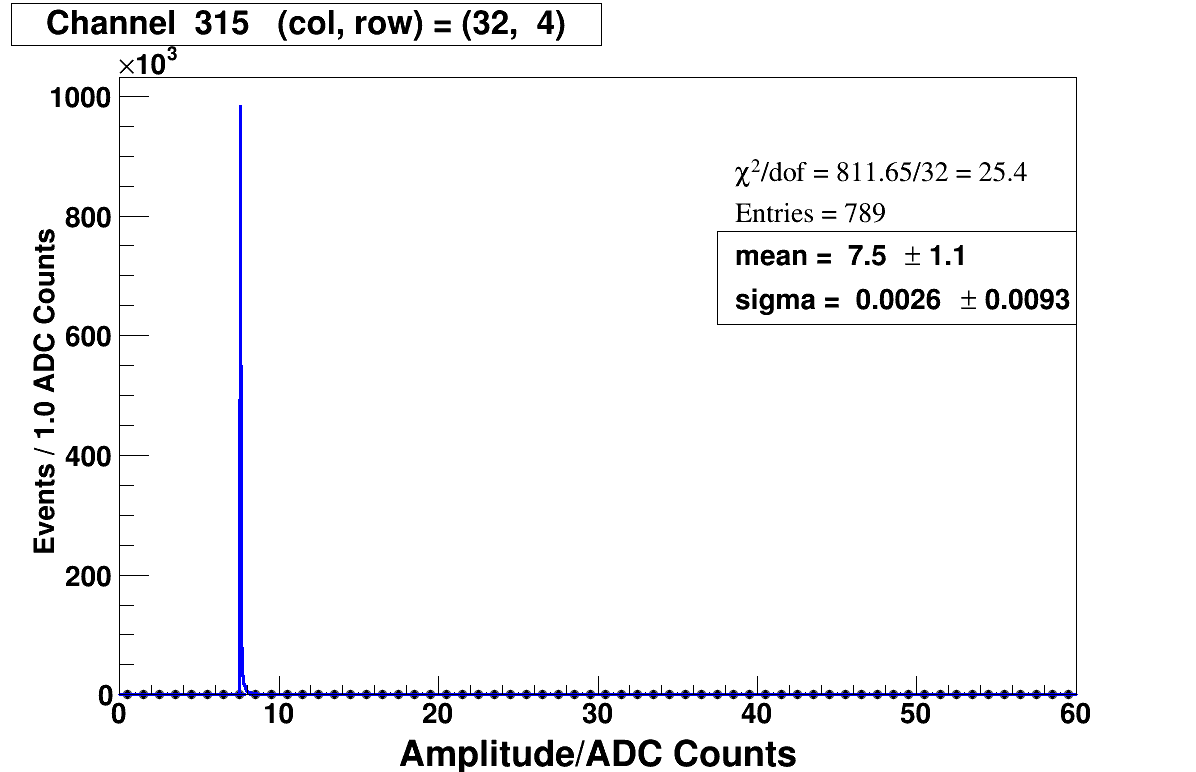 Channel 315 (col, row) = (32, 4)
×10³
1000
800
600
400
200
0
Events / 1.0 ADC Counts
χ²/dof = 811.65/32 = 25.4
Entries = 789
mean = 7.5 ± 1.1
sigma = 0.0026 ± 0.0093
0 10 20 30 40 50 60
Amplitude/ADC Counts